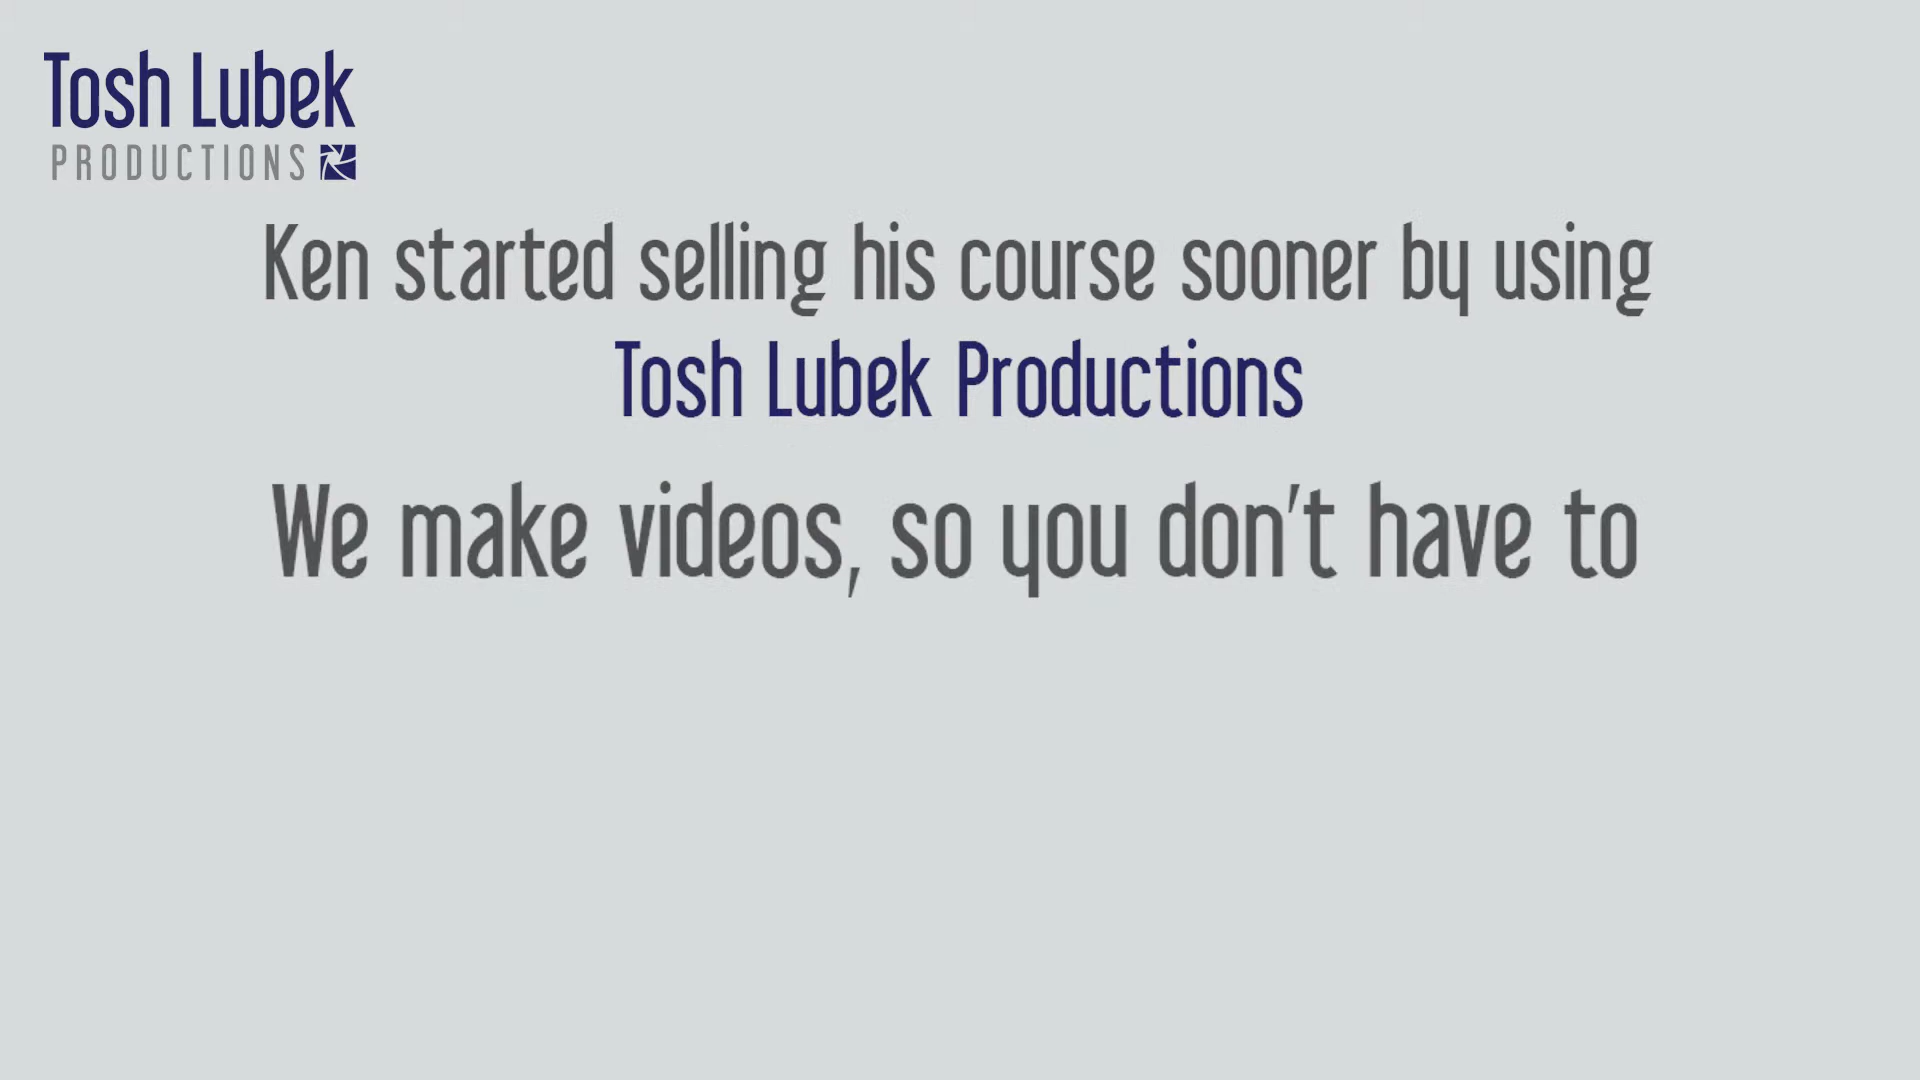 Tosh Lubek
PRODUCTIONS
Ken started selling his course sooner by using
Tosh Lubek Productions
We make videos, so you don't have to